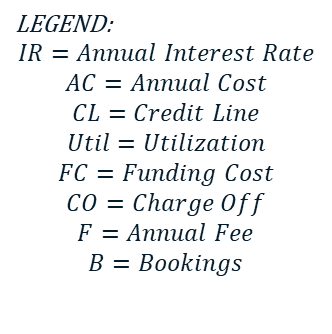 LEGEND:
IR = Annual Interest Rate
AC = Annual Cost
CL = Credit Line
Util = Utilization
FC = Funding Cost
CO = Charge Off
F = Annual Fee
B = Bookings